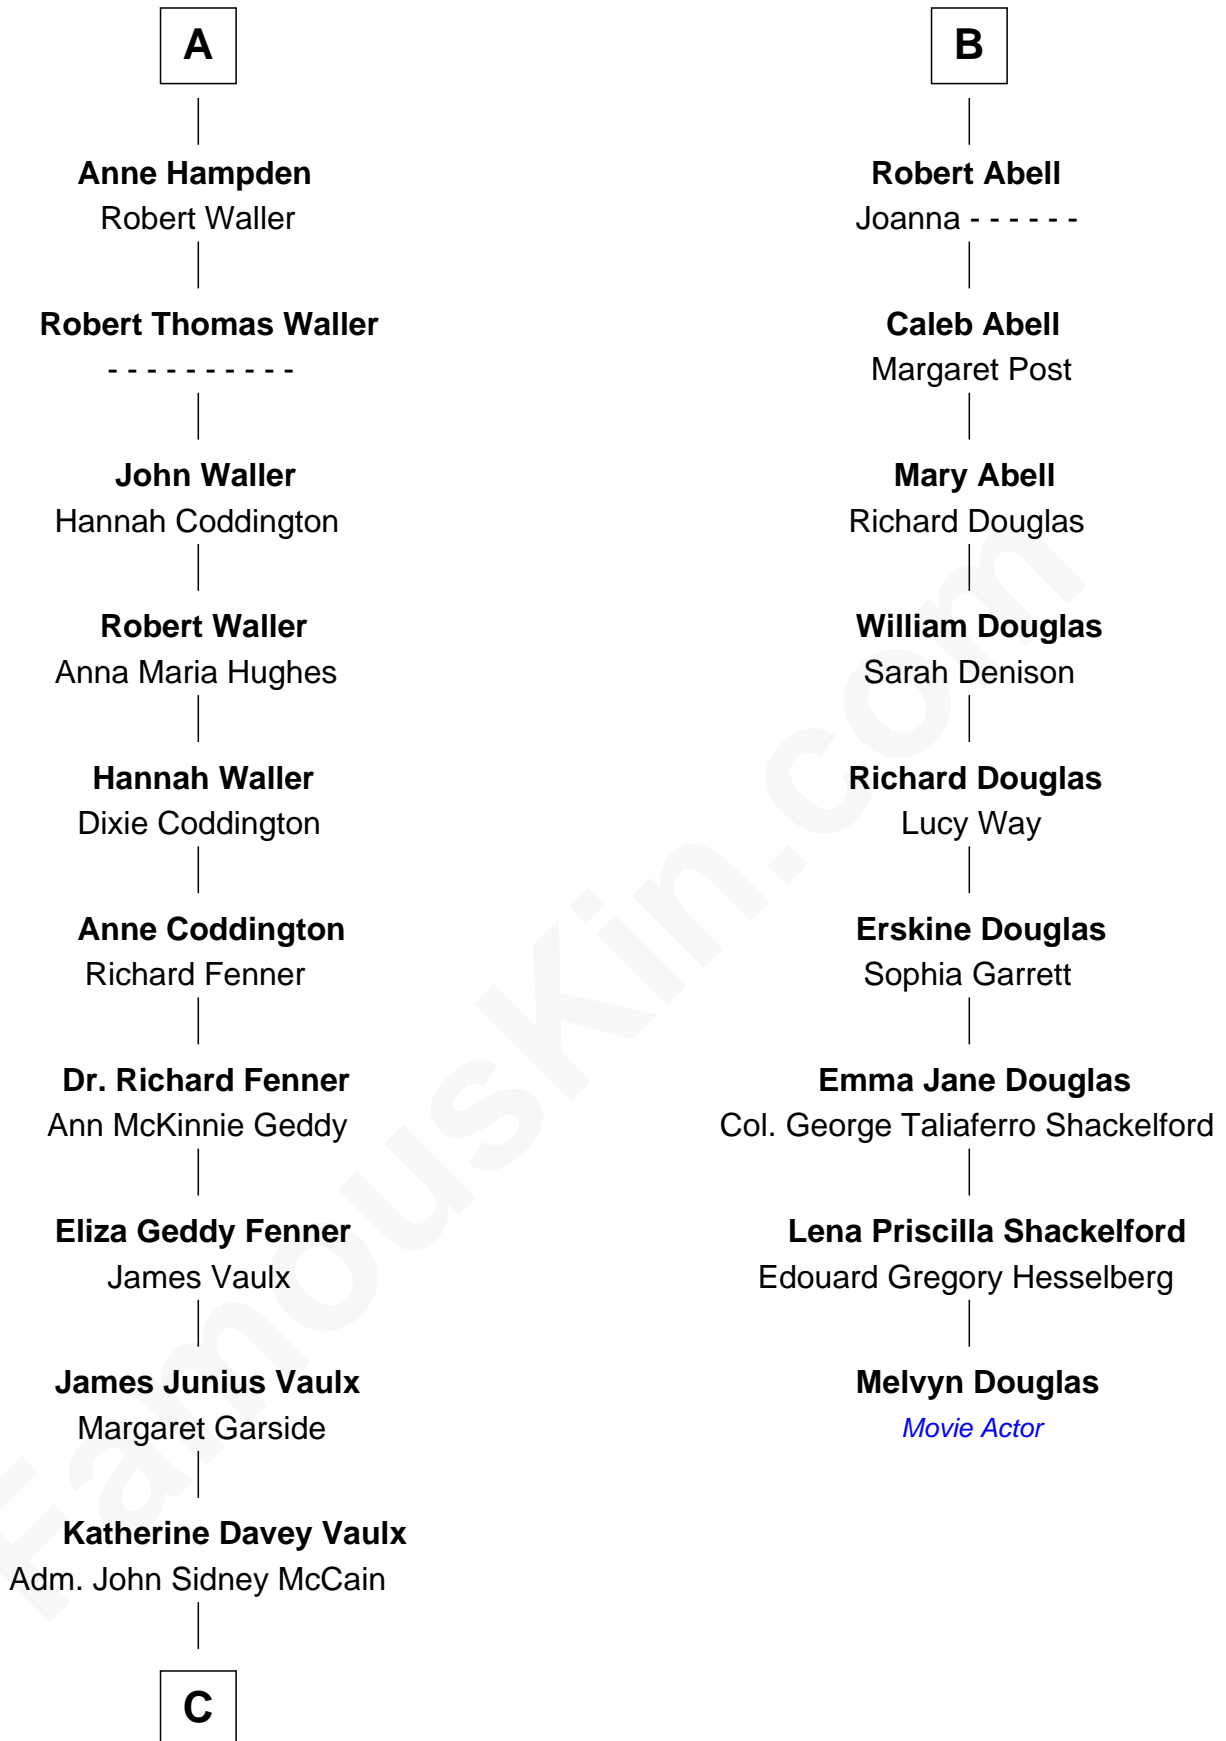 A
Anne Hampden
Robert Waller
Robert Thomas Waller
- - - - - - - - - -
John Waller
Hannah Coddington
Robert Waller
Anna Maria Hughes
Hannah Waller
Dixie Coddington
Anne Coddington
Richard Fenner
Dr. Richard Fenner
Ann McKinnie Geddy
Eliza Geddy Fenner
James Vaulx
James Junius Vaulx
Margaret Garside
Katherine Davey Vaulx
Adm. John Sidney McCain
C
B
Robert Abell
Joanna - - - - - -
Caleb Abell
Margaret Post
Mary Abell
Richard Douglas
William Douglas
Sarah Denison
Richard Douglas
Lucy Way
Erskine Douglas
Sophia Garrett
Emma Jane Douglas
Col. George Taliaferro Shackelford
Lena Priscilla Shackelford
Edouard Gregory Hesselberg
Melvyn Douglas
Movie Actor
FamousKin.com